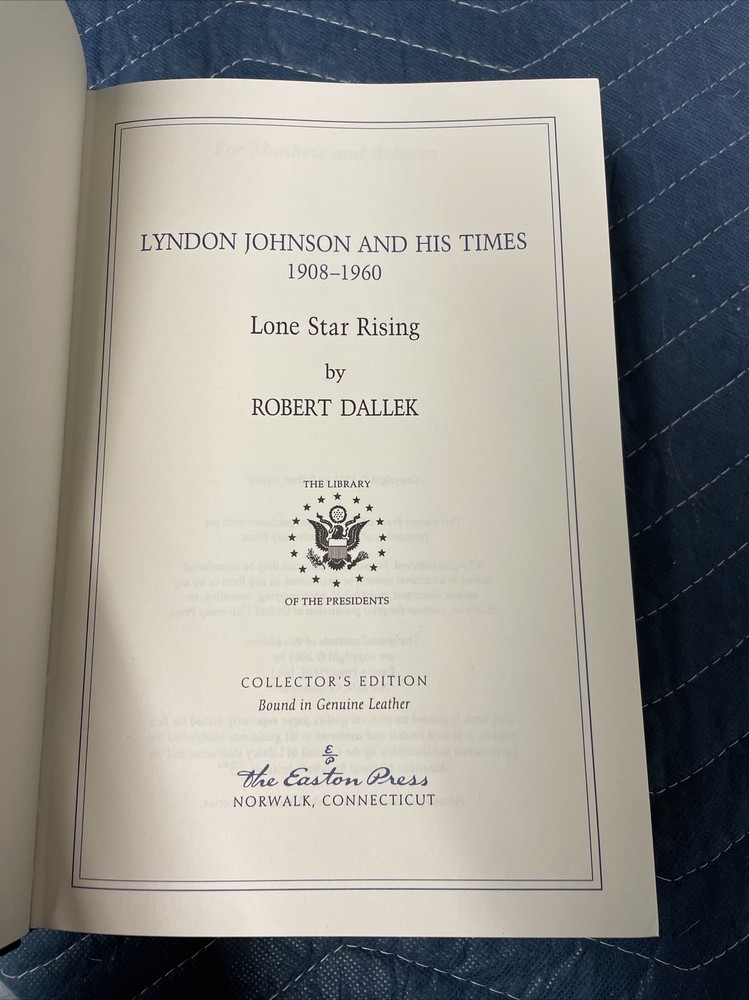 LYNDON JOHNSON AND HIS TIMES
1908–1960
Lone Star Rising
by
ROBERT DALLEK
THE LIBRARY
OF THE PRESIDENTS
COLLECTOR'S EDITION
Bound in Genuine Leather
E/P
The Easton Press
NORWALK, CONNECTICUT